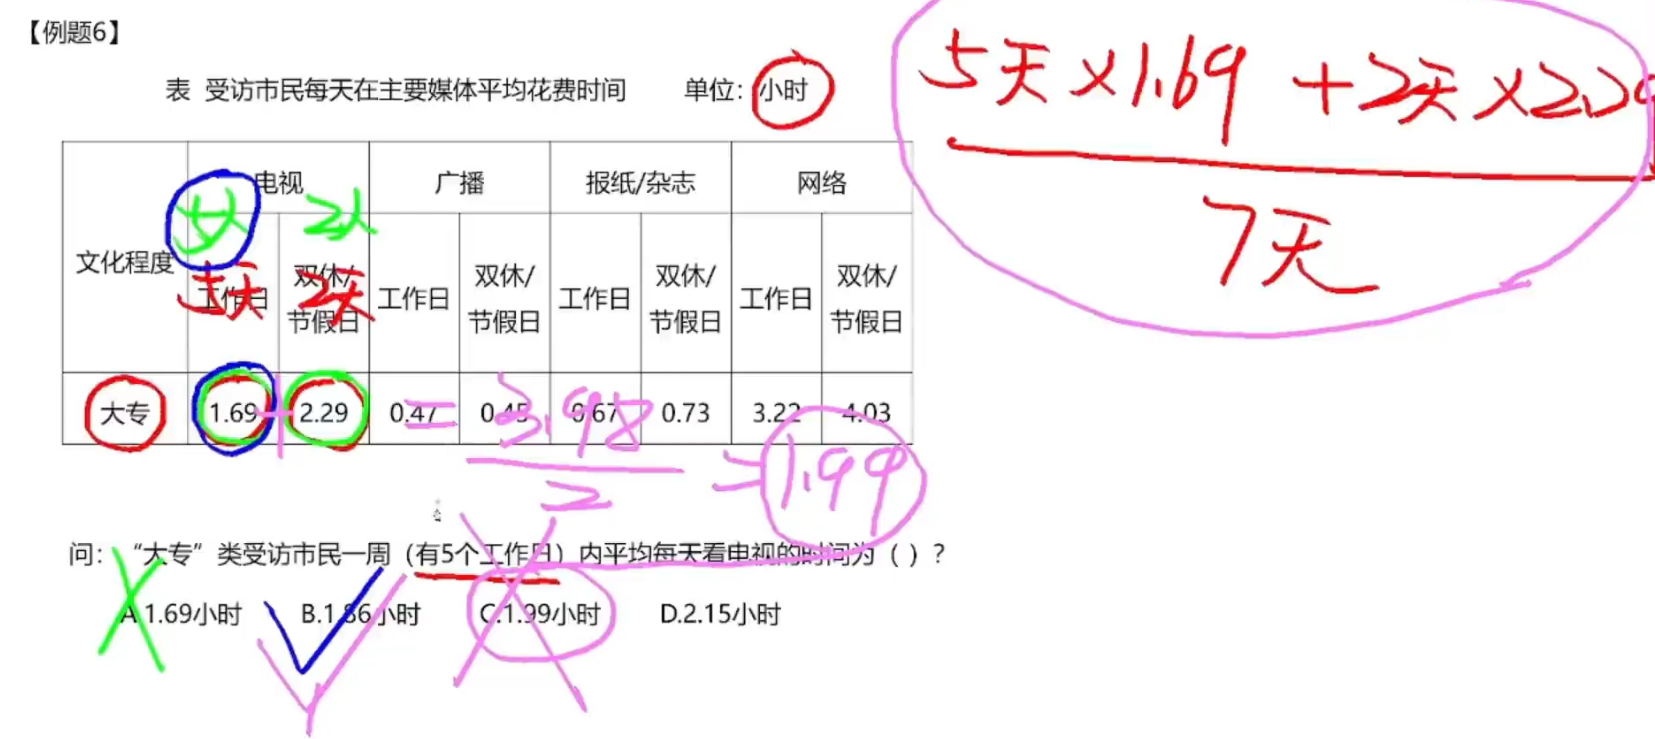 【例题6】
5天×1.69 +2天×2.29
7天
表 受访市民每天在主要媒体平均花费时间 单位：小时
文化程度 电视 广播 报纸/杂志 网络
5人 2人
5天 2天
工作日 双休/节假日 工作日 双休/节假日 工作日 双休/节假日 工作日 双休/节假日
大专 1.69 2.29 0.47 0.45 0.67 0.73 3.22 4.03
+ = 3.98
2
=1.99
问：“大专”类受访市民一周（有5个工作日）内平均每天看电视的时间为（ ）？
A.1.69小时 B.1.86小时 C.1.99小时 D.2.15小时